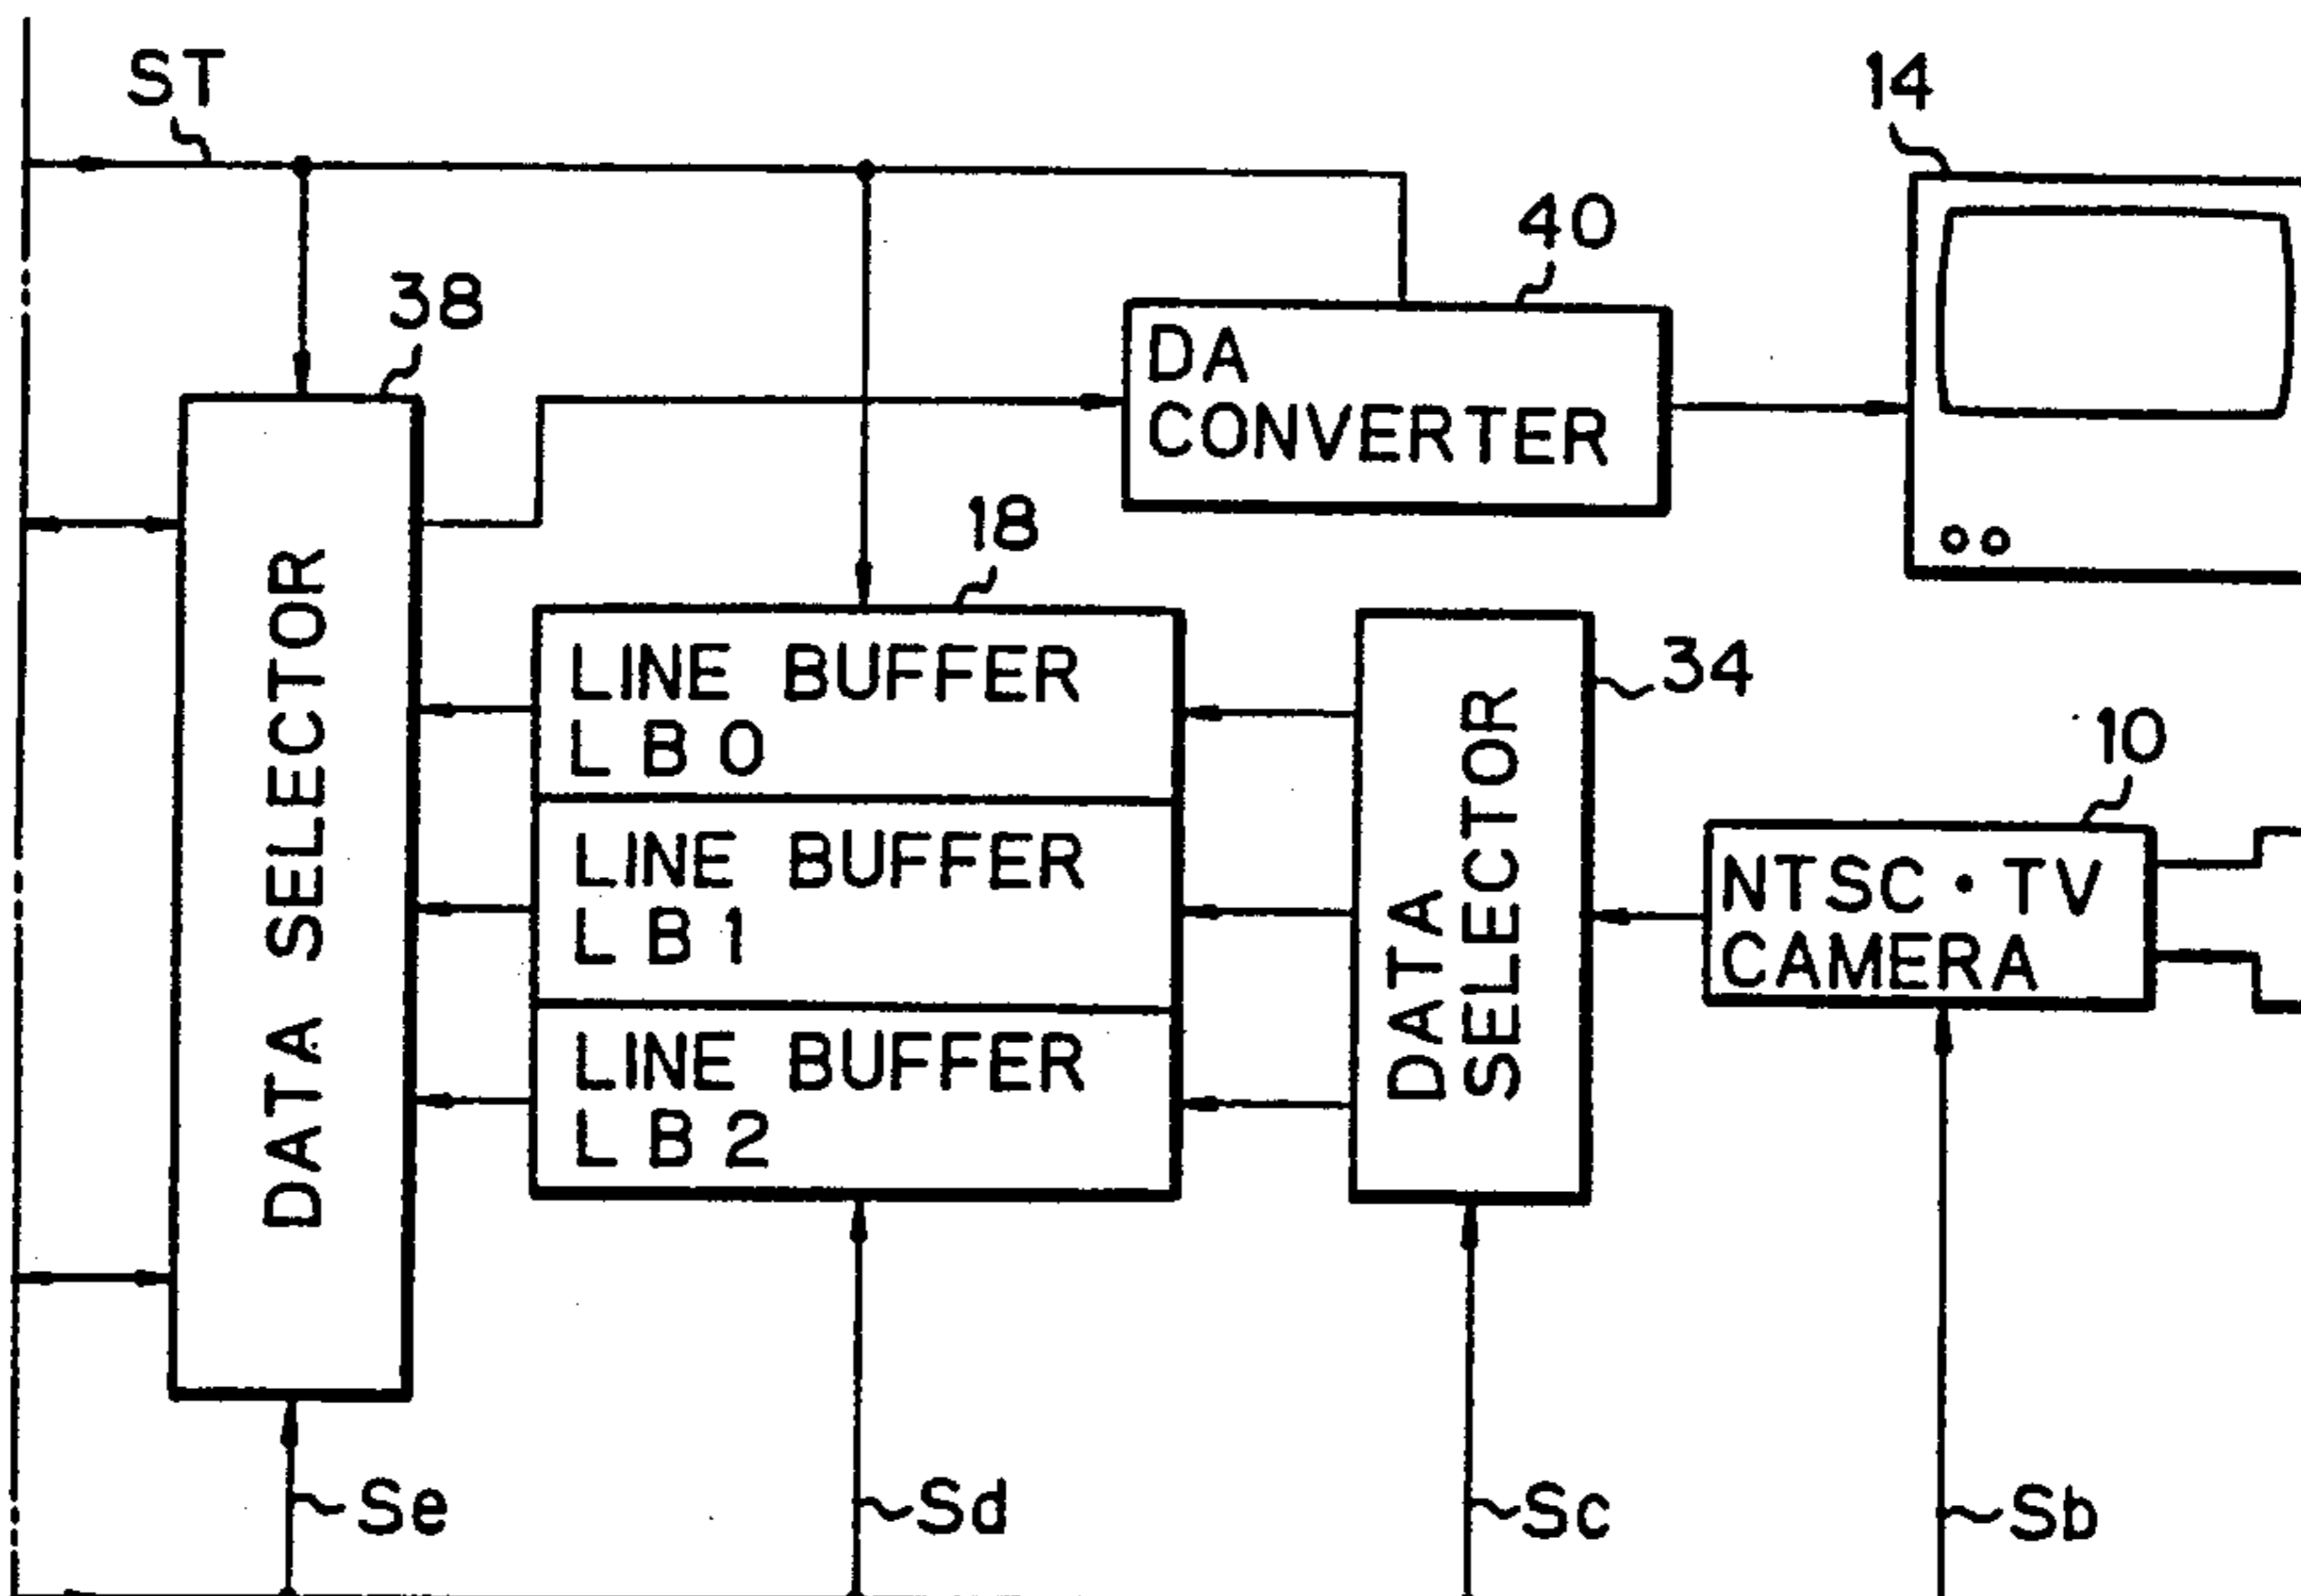 ST
14
40
38
DA
CONVERTER
18
DATA SELECTOR
LINE BUFFER
LB0
34
10
LINE BUFFER
LB1
DATA
SELECTOR
NTSC・TV
CAMERA
LINE BUFFER
LB2
Se
Sd
Sc
Sb